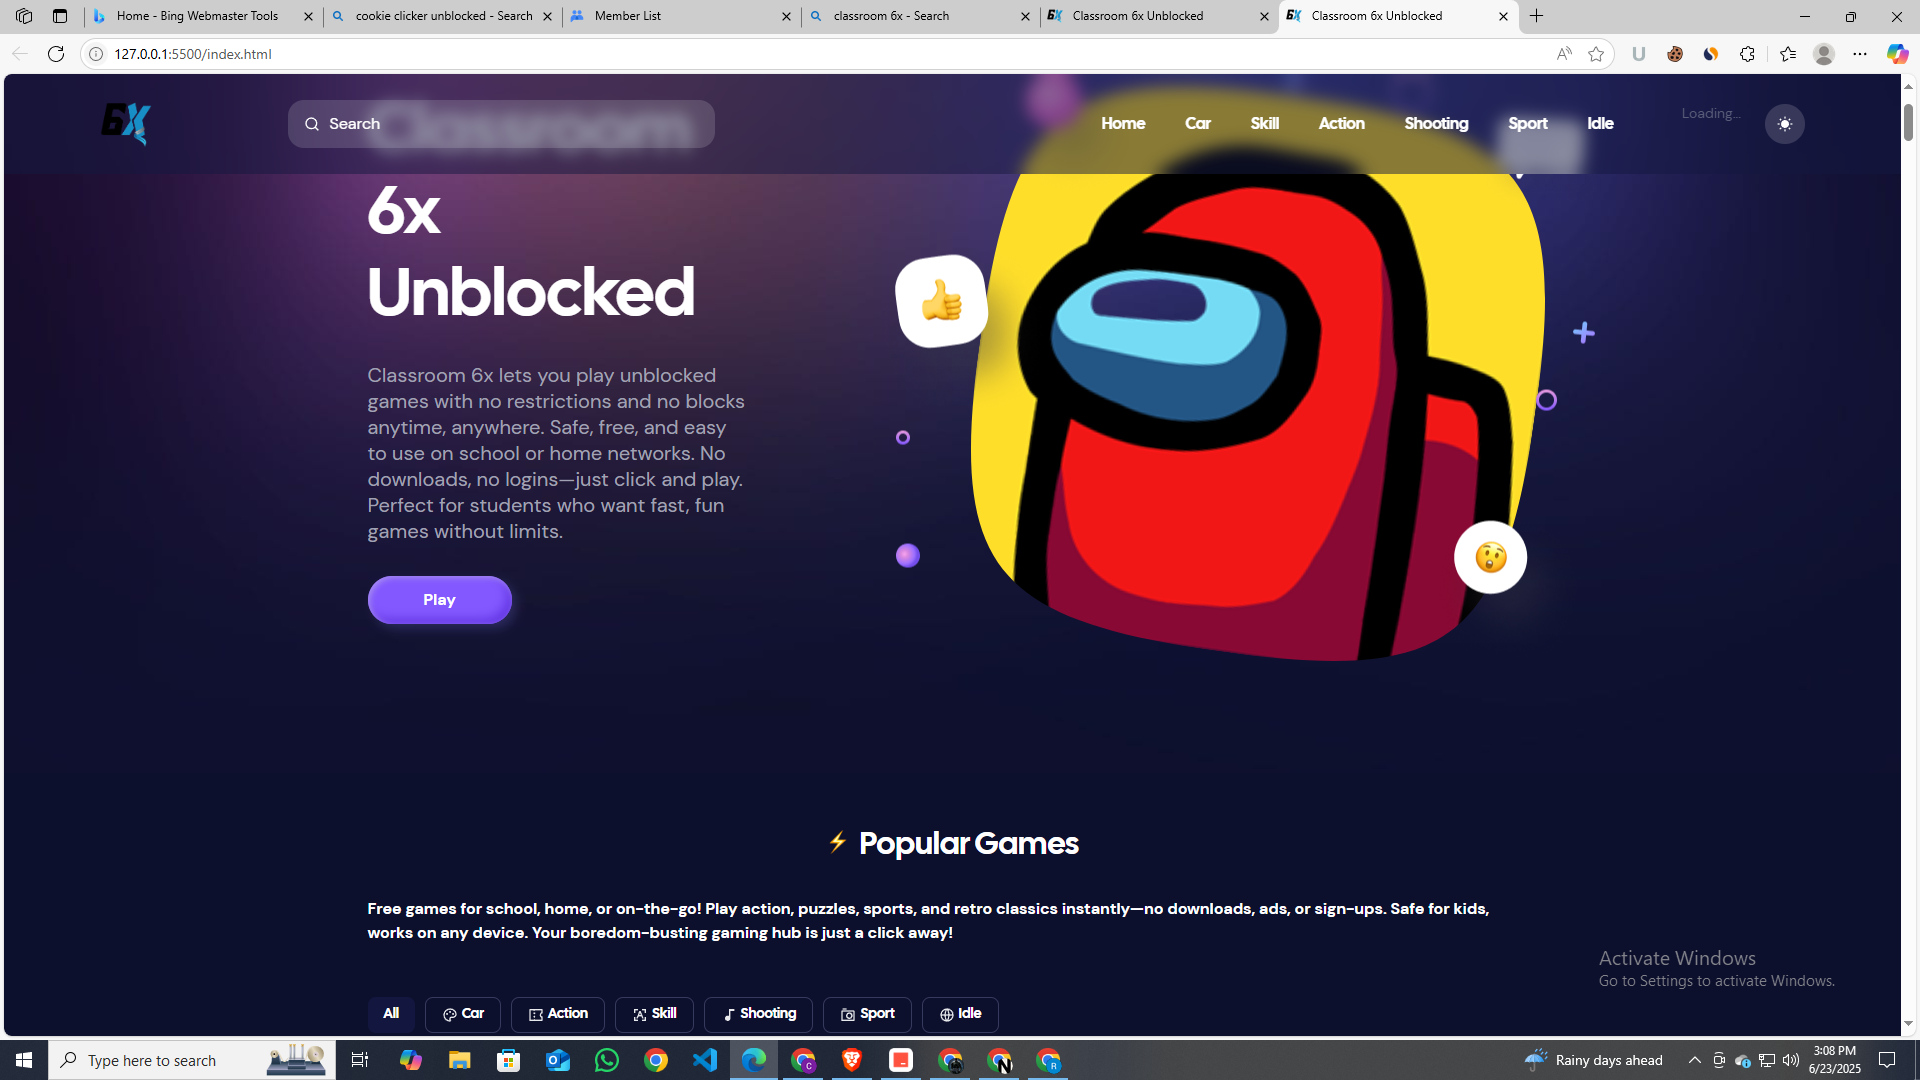 Home - Bing Webmaster Tools
cookie clicker unblocked - Search
Member List
classroom 6x - Search
6X Classroom 6x Unblocked
6X Classroom 6x Unblocked
127.0.0.1:5500/index.html
6X
Search
Home Car Skill Action Shooting Sport Idle
Loading...
Classroom
6x
Unblocked
Classroom 6x lets you play unblocked
games with no restrictions and no blocks
anytime, anywhere. Safe, free, and easy
to use on school or home networks. No
downloads, no logins—just click and play.
Perfect for students who want fast, fun
games without limits.
Play
⚡ Popular Games
Free games for school, home, or on-the-go! Play action, puzzles, sports, and retro classics instantly—no downloads, ads, or sign-ups. Safe for kids,
works on any device. Your boredom-busting gaming hub is just a click away!
Activate Windows
Go to Settings to activate Windows.
All Car Action Skill Shooting Sport Idle
Type here to search
Rainy days ahead
3:08 PM
6/23/2025